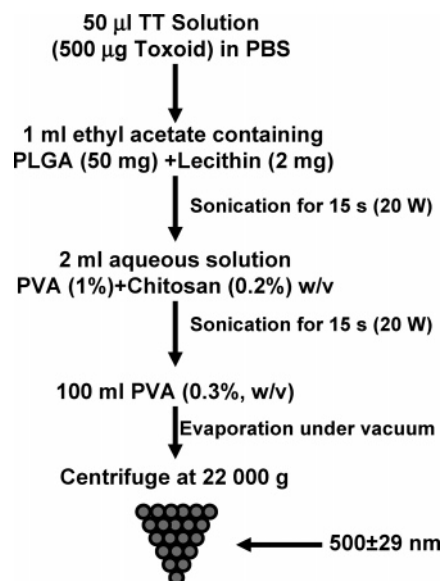 50 µl TT Solution
(500 µg Toxoid) in PBS
1 ml ethyl acetate containing
PLGA (50 mg) +Lecithin (2 mg)
Sonication for 15 s (20 W)
2 ml aqueous solution
PVA (1%)+Chitosan (0.2%) w/v
Sonication for 15 s (20 W)
100 ml PVA (0.3%, w/v)
Evaporation under vacuum
Centrifuge at 22 000 g
500±29 nm